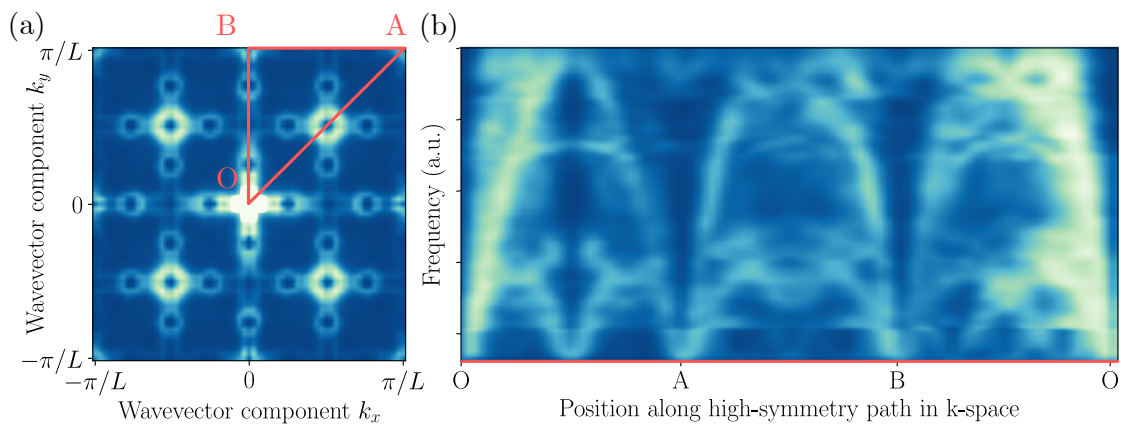 (a)
B
A
(b)
π/L
O
0
−π/L
Wavevector component k_y
−π/L
0
π/L
Wavevector component k_x
Frequency (a.u.)
O
A
B
O
Position along high-symmetry path in k-space